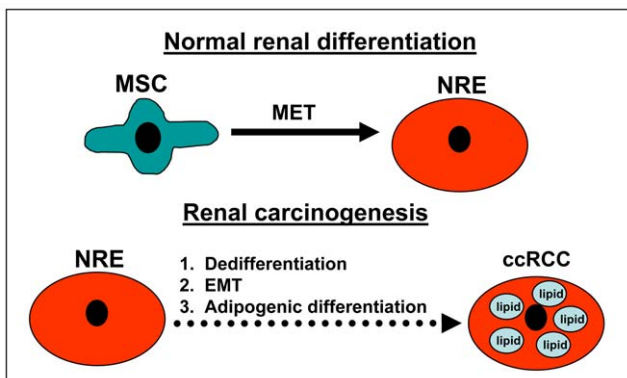 Normal renal differentiation
MSC
NRE
MET
Renal carcinogenesis
NRE
1. Dedifferentiation
2. EMT
3. Adipogenic differentiation
ccRCC
lipid
lipid
lipid
lipid
lipid